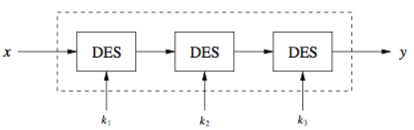 x DES DES DES y
k1 k2 k3